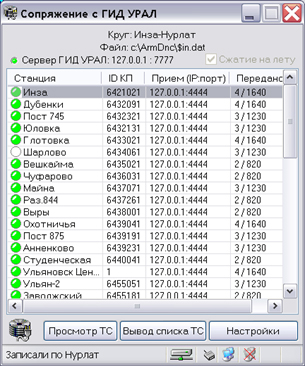 Сопряжение с ГИД УРАЛ
Круг: Инза-Нурлат
Файл: c:\ArmDnc\$in.dat
Сервер ГИД УРАЛ: 127.0.0.1 : 7777 Сжатие на лету
Станция ID КП Прием (IP:порт) Передано
Инза 6421021 127.0.0.1:4444 4 / 1640
Дубенки 6432091 127.0.0.1:4444 3 / 1230
Пост 745 6432321 127.0.0.1:4444 3 / 1230
Юловка 6432131 127.0.0.1:4444 3 / 1230
Глотовка 6433021 127.0.0.1:4444 4 / 1640
Шарлово 6434061 127.0.0.1:4444 3 / 1230
Вешкайма 6435021 127.0.0.1:4444 2 / 820
Чуфарово 6436031 127.0.0.1:4444 2 / 820
Майна 6437071 127.0.0.1:4444 3 / 1230
Раз.844 6437261 127.0.0.1:4444 2 / 820
Выры 6438001 127.0.0.1:4444 2 / 820
Охотничья 6439041 127.0.0.1:4444 4 / 1640
Пост 875 6439191 127.0.0.1:4444 3 / 1230
Анненково 6439231 127.0.0.1:4444 3 / 1230
Студенческая 6440041 127.0.0.1:4444 2 / 820
Ульяновск Цен... 1 127.0.0.1:4444 4 / 1640
Ульян-2 6455051 127.0.0.1:4444 3 / 1230
Заволжский 6455181 127.0.0.1:4444 2 / 820
Просмотр ТС Вывод списка ТС Настройки
Записали по Нурлат